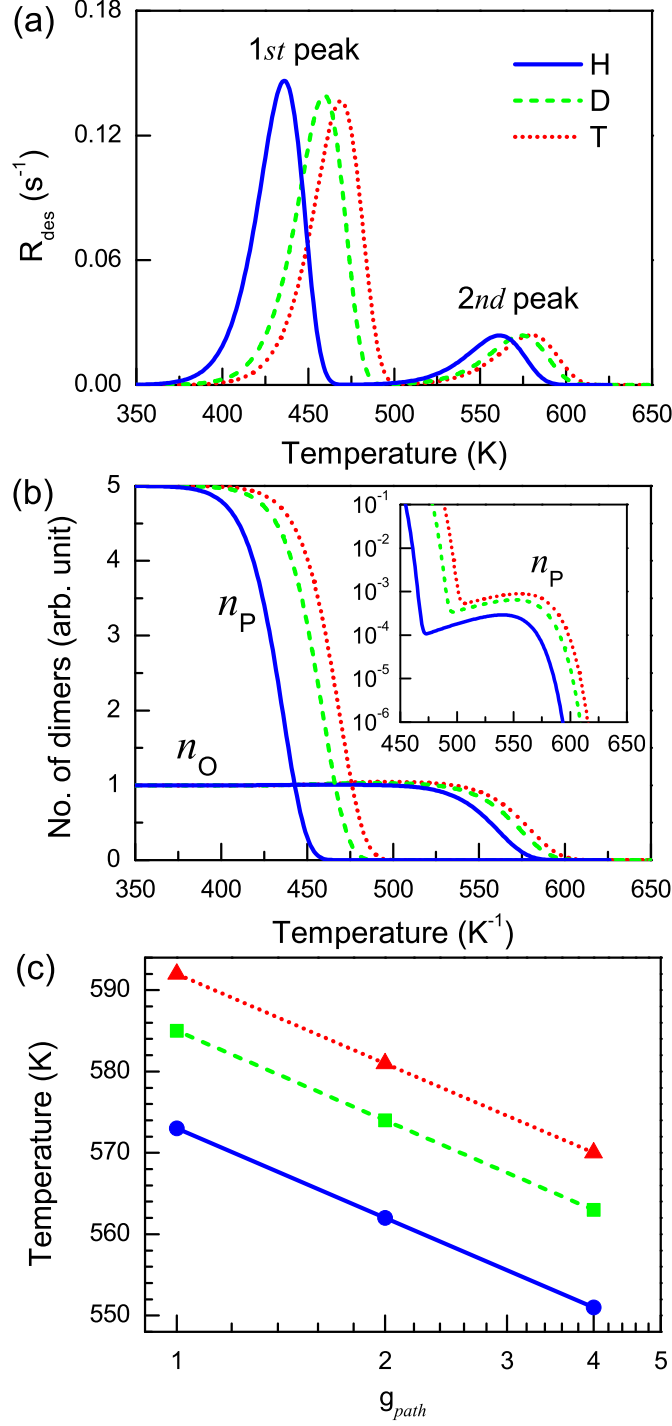 (a)
0.18
0.12
0.06
0.00
R_des (s^-1)
1st peak
2nd peak
H
D
T
350 400 450 500 550 600 650
Temperature (K)
(b)
5
4
3
2
1
0
No. of dimers (arb. unit)
n_P
n_O
10^-1
10^-2
10^-3
10^-4
10^-5
10^-6
n_P
450 500 550 600 650
350 400 450 500 550 600 650
Temperature (K^-1)
(c)
590
580
570
560
550
Temperature (K)
1 2 3 4 5
g_path